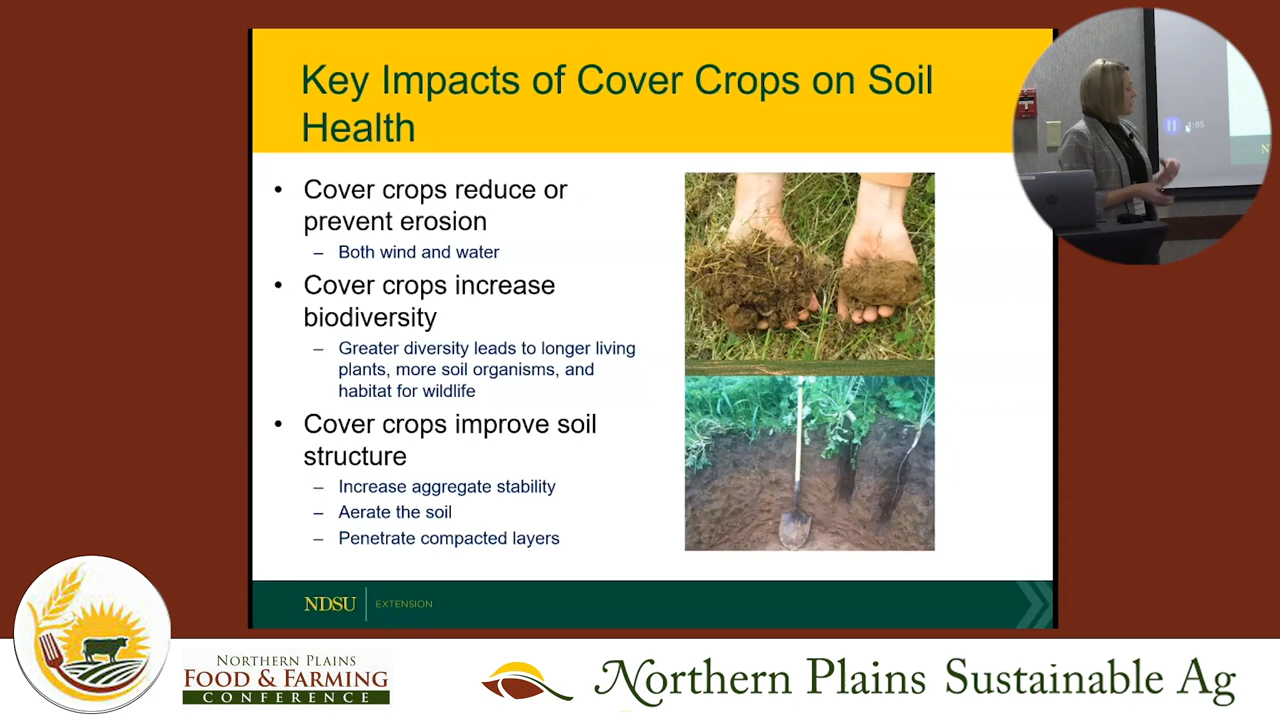 Key Impacts of Cover Crops on Soil
Health
• Cover crops reduce or
prevent erosion
– Both wind and water
• Cover crops increase
biodiversity
– Greater diversity leads to longer living
plants, more soil organisms, and
habitat for wildlife
• Cover crops improve soil
structure
– Increase aggregate stability
– Aerate the soil
– Penetrate compacted layers
NDSU EXTENSION
NORTHERN PLAINS
FOOD & FARMING
CONFERENCE
Northern Plains Sustainable Ag